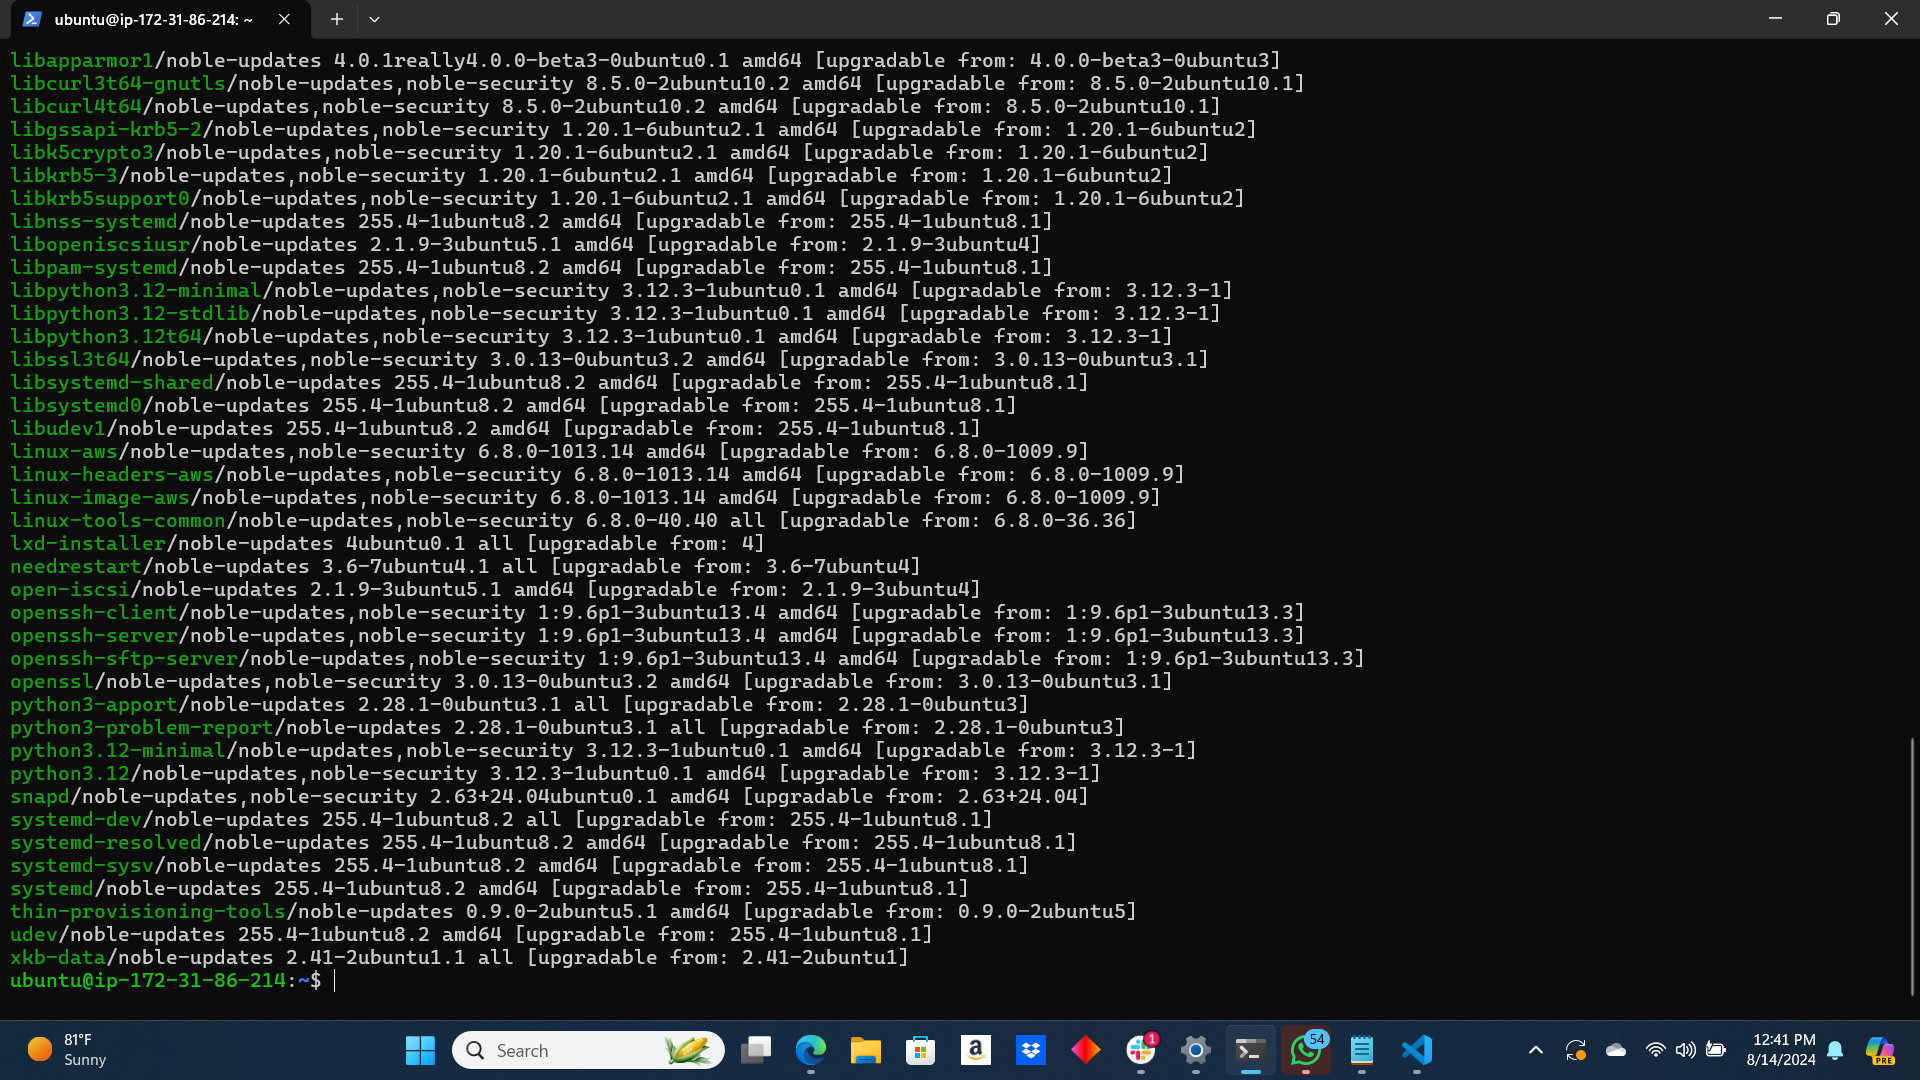 ubuntu@ip-172-31-86-214: ~
libapparmor1/noble-updates 4.0.1really4.0.0-beta3-0ubuntu0.1 amd64 [upgradable from: 4.0.0-beta3-0ubuntu3]
libcurl3t64-gnutls/noble-updates,noble-security 8.5.0-2ubuntu10.2 amd64 [upgradable from: 8.5.0-2ubuntu10.1]
libcurl4t64/noble-updates,noble-security 8.5.0-2ubuntu10.2 amd64 [upgradable from: 8.5.0-2ubuntu10.1]
libgssapi-krb5-2/noble-updates,noble-security 1.20.1-6ubuntu2.1 amd64 [upgradable from: 1.20.1-6ubuntu2]
libk5crypto3/noble-updates,noble-security 1.20.1-6ubuntu2.1 amd64 [upgradable from: 1.20.1-6ubuntu2]
libkrb5-3/noble-updates,noble-security 1.20.1-6ubuntu2.1 amd64 [upgradable from: 1.20.1-6ubuntu2]
libkrb5support0/noble-updates,noble-security 1.20.1-6ubuntu2.1 amd64 [upgradable from: 1.20.1-6ubuntu2]
libnss-systemd/noble-updates 255.4-1ubuntu8.2 amd64 [upgradable from: 255.4-1ubuntu8.1]
libopeniscsiusr/noble-updates 2.1.9-3ubuntu5.1 amd64 [upgradable from: 2.1.9-3ubuntu4]
libpam-systemd/noble-updates 255.4-1ubuntu8.2 amd64 [upgradable from: 255.4-1ubuntu8.1]
libpython3.12-minimal/noble-updates,noble-security 3.12.3-1ubuntu0.1 amd64 [upgradable from: 3.12.3-1]
libpython3.12-stdlib/noble-updates,noble-security 3.12.3-1ubuntu0.1 amd64 [upgradable from: 3.12.3-1]
libpython3.12t64/noble-updates,noble-security 3.12.3-1ubuntu0.1 amd64 [upgradable from: 3.12.3-1]
libssl3t64/noble-updates,noble-security 3.0.13-0ubuntu3.2 amd64 [upgradable from: 3.0.13-0ubuntu3.1]
libsystemd-shared/noble-updates 255.4-1ubuntu8.2 amd64 [upgradable from: 255.4-1ubuntu8.1]
libsystemd0/noble-updates 255.4-1ubuntu8.2 amd64 [upgradable from: 255.4-1ubuntu8.1]
libudev1/noble-updates 255.4-1ubuntu8.2 amd64 [upgradable from: 255.4-1ubuntu8.1]
linux-aws/noble-updates,noble-security 6.8.0-1013.14 amd64 [upgradable from: 6.8.0-1009.9]
linux-headers-aws/noble-updates,noble-security 6.8.0-1013.14 amd64 [upgradable from: 6.8.0-1009.9]
linux-image-aws/noble-updates,noble-security 6.8.0-1013.14 amd64 [upgradable from: 6.8.0-1009.9]
linux-tools-common/noble-updates,noble-security 6.8.0-40.40 all [upgradable from: 6.8.0-36.36]
lxd-installer/noble-updates 4ubuntu0.1 all [upgradable from: 4]
needrestart/noble-updates 3.6-7ubuntu4.1 all [upgradable from: 3.6-7ubuntu4]
open-iscsi/noble-updates 2.1.9-3ubuntu5.1 amd64 [upgradable from: 2.1.9-3ubuntu4]
openssh-client/noble-updates,noble-security 1:9.6p1-3ubuntu13.4 amd64 [upgradable from: 1:9.6p1-3ubuntu13.3]
openssh-server/noble-updates,noble-security 1:9.6p1-3ubuntu13.4 amd64 [upgradable from: 1:9.6p1-3ubuntu13.3]
openssh-sftp-server/noble-updates,noble-security 1:9.6p1-3ubuntu13.4 amd64 [upgradable from: 1:9.6p1-3ubuntu13.3]
openssl/noble-updates,noble-security 3.0.13-0ubuntu3.2 amd64 [upgradable from: 3.0.13-0ubuntu3.1]
python3-apport/noble-updates 2.28.1-0ubuntu3.1 all [upgradable from: 2.28.1-0ubuntu3]
python3-problem-report/noble-updates 2.28.1-0ubuntu3.1 all [upgradable from: 2.28.1-0ubuntu3]
python3.12-minimal/noble-updates,noble-security 3.12.3-1ubuntu0.1 amd64 [upgradable from: 3.12.3-1]
python3.12/noble-updates,noble-security 3.12.3-1ubuntu0.1 amd64 [upgradable from: 3.12.3-1]
snapd/noble-updates,noble-security 2.63+24.04ubuntu0.1 amd64 [upgradable from: 2.63+24.04]
systemd-dev/noble-updates 255.4-1ubuntu8.2 all [upgradable from: 255.4-1ubuntu8.1]
systemd-resolved/noble-updates 255.4-1ubuntu8.2 amd64 [upgradable from: 255.4-1ubuntu8.1]
systemd-sysv/noble-updates 255.4-1ubuntu8.2 amd64 [upgradable from: 255.4-1ubuntu8.1]
systemd/noble-updates 255.4-1ubuntu8.2 amd64 [upgradable from: 255.4-1ubuntu8.1]
thin-provisioning-tools/noble-updates 0.9.0-2ubuntu5.1 amd64 [upgradable from: 0.9.0-2ubuntu5]
udev/noble-updates 255.4-1ubuntu8.2 amd64 [upgradable from: 255.4-1ubuntu8.1]
xkb-data/noble-updates 2.41-2ubuntu1.1 all [upgradable from: 2.41-2ubuntu1]
ubuntu@ip-172-31-86-214:~$
81°F
Sunny
Search
a
1
54
12:41 PM
8/14/2024
PRE